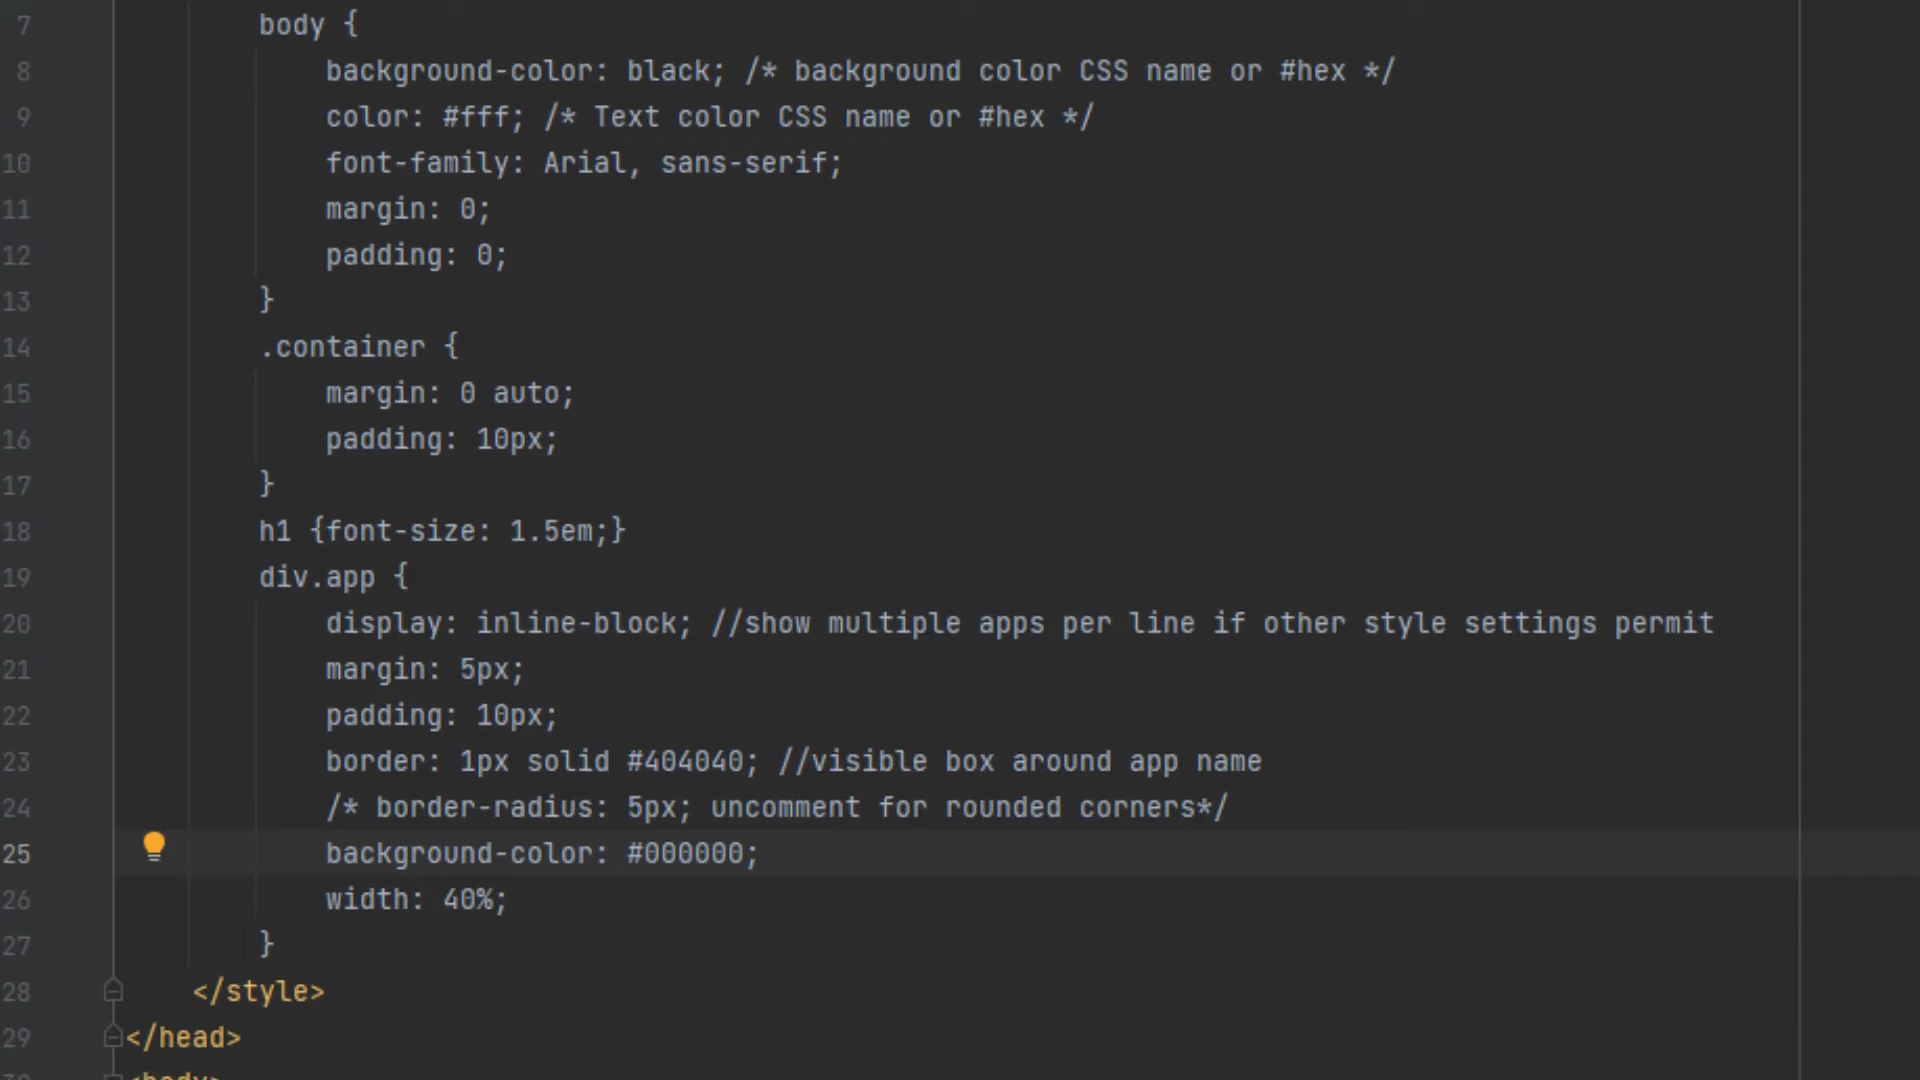 7 body {
8 background-color: black; /* background color CSS name or #hex */
9 color: #fff; /* Text color CSS name or #hex */
10 font-family: Arial, sans-serif;
11 margin: 0;
12 padding: 0;
13 }
14 .container {
15 margin: 0 auto;
16 padding: 10px;
17 }
18 h1 {font-size: 1.5em;}
19 div.app {
20 display: inline-block; //show multiple apps per line if other style settings permit
21 margin: 5px;
22 padding: 10px;
23 border: 1px solid #404040; //visible box around app name
24 /* border-radius: 5px; uncomment for rounded corners*/
25 background-color: #000000;
26 width: 40%;
27 }
28 </style>
29 </head>
30 <body>